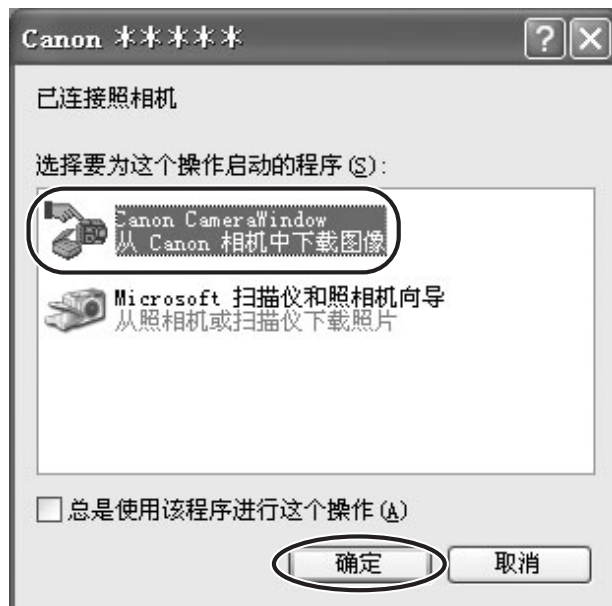 Canon *****
已连接照相机
选择要为这个操作启动的程序(S):
Canon CameraWindow
从 Canon 相机中下载图像
Microsoft 扫描仪和照相机向导
从照相机或扫描仪下载照片
总是使用该程序进行这个操作(A)
确定 取消